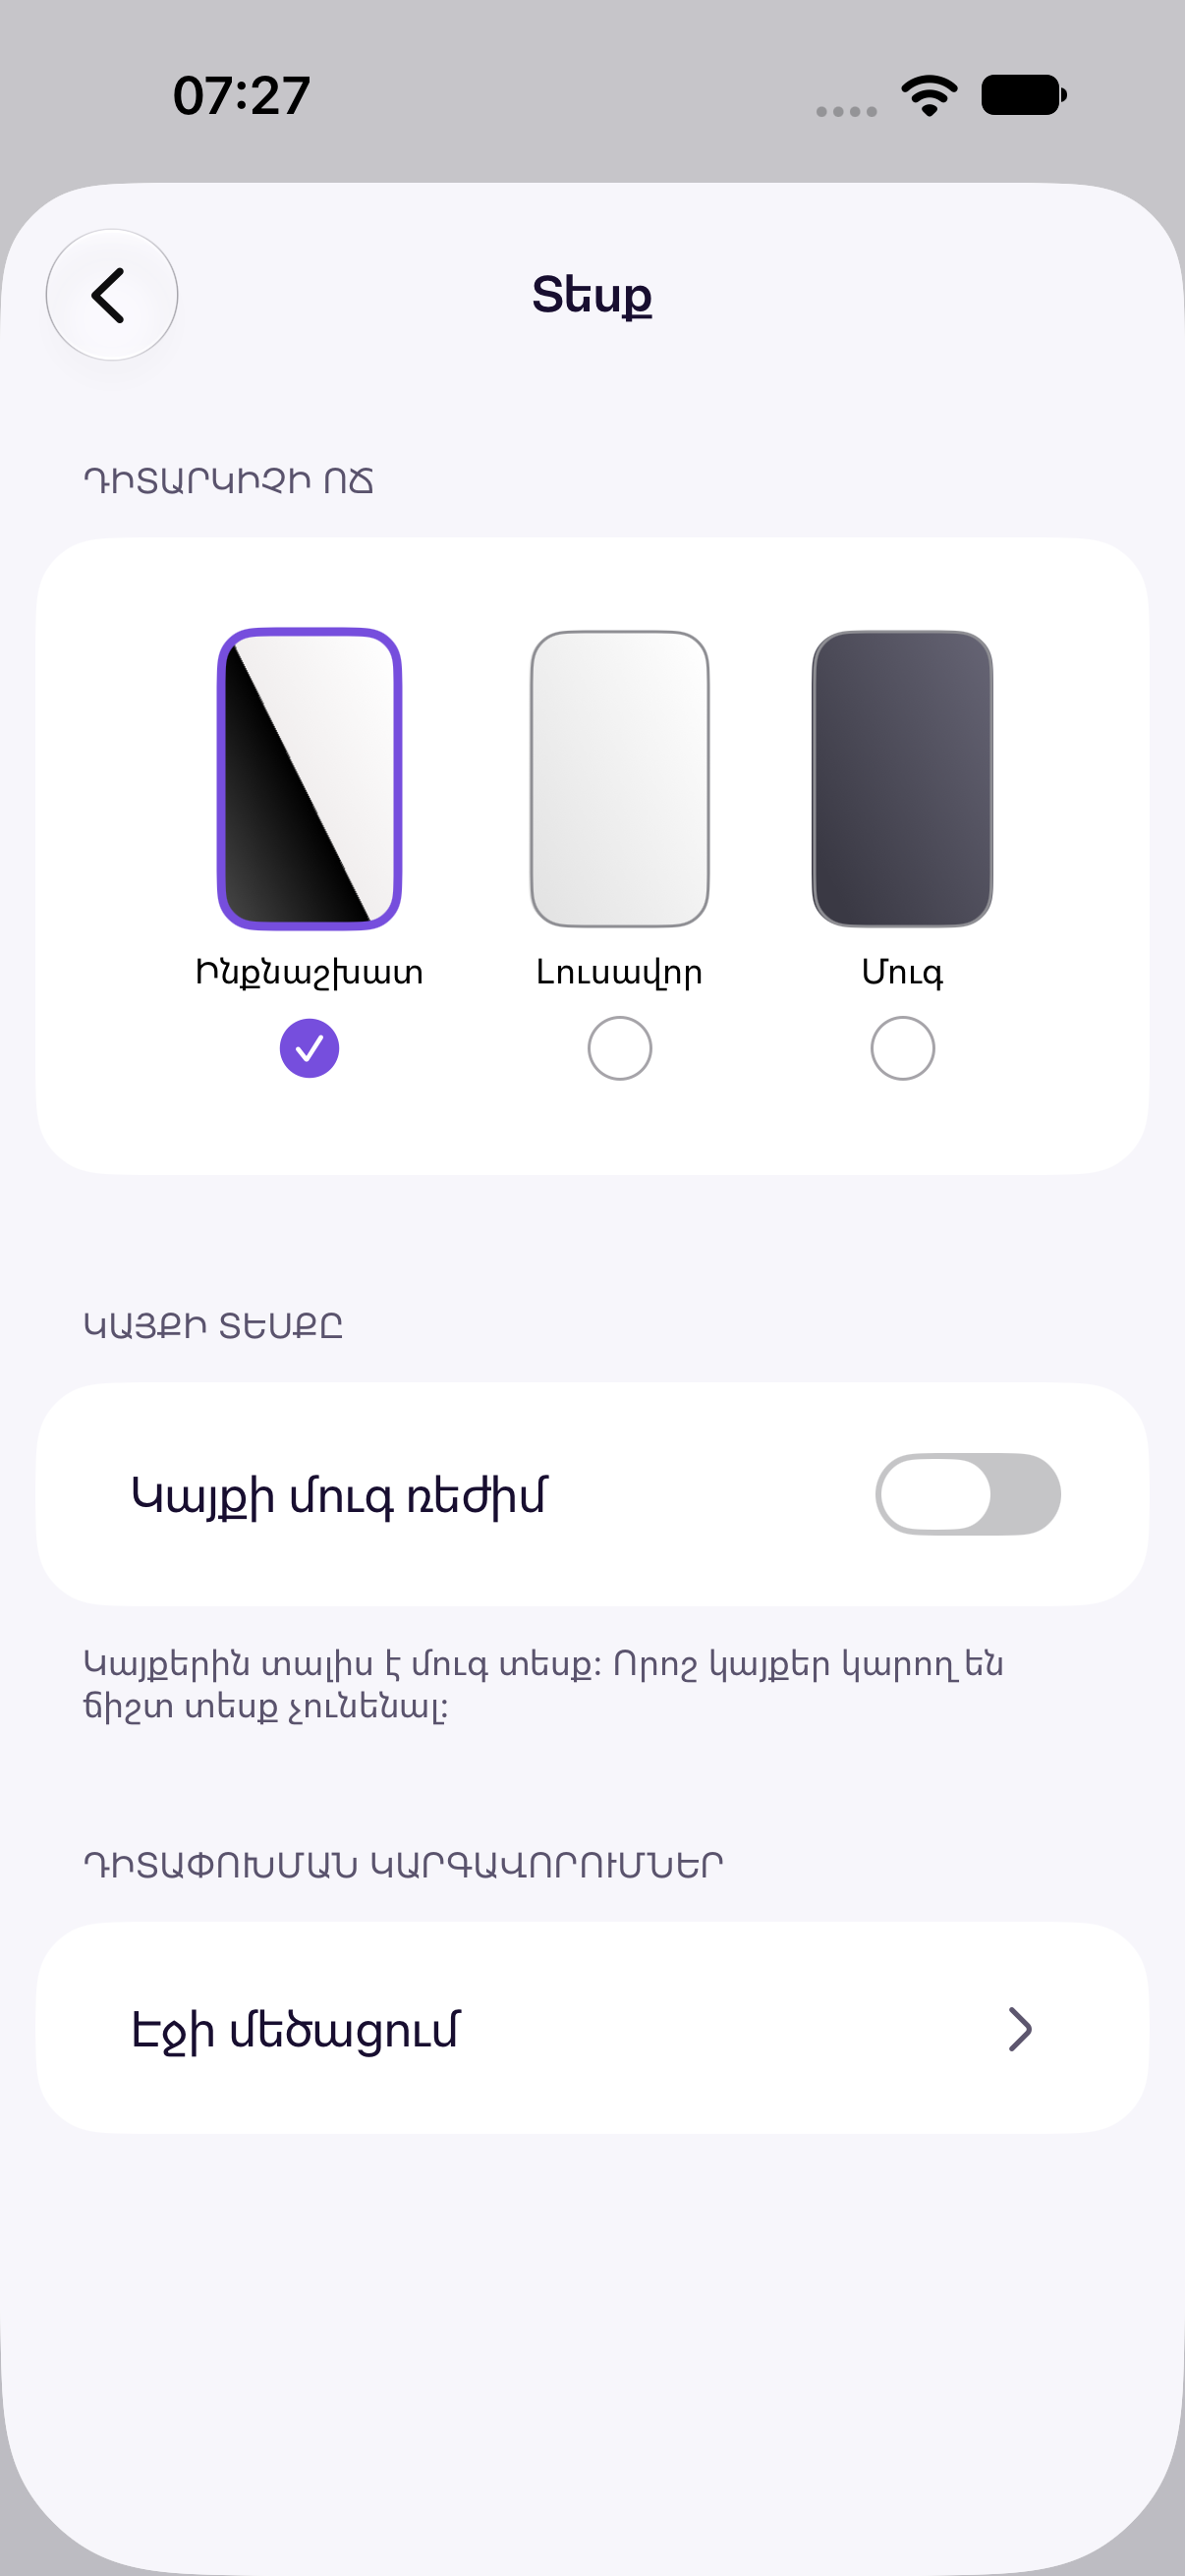 07:27
Տեսք
ԴԻՏԱՐԿԻՉԻ ՈՃ
Ինքնաշխատ
Լուսավոր
Մուգ
ԿԱՅՔԻ ՏԵՍՔԸ
Կայքի մուգ ռեժիմ
Կայքերին տալիս է մուգ տեսք: Որոշ կայքեր կարող են
ճիշտ տեսք չունենալ:
ԴԻՏԱՓՈԽՄԱՆ ԿԱՐԳԱՎՈՐՈՒՄՆԵՐ
Էջի մեծացում